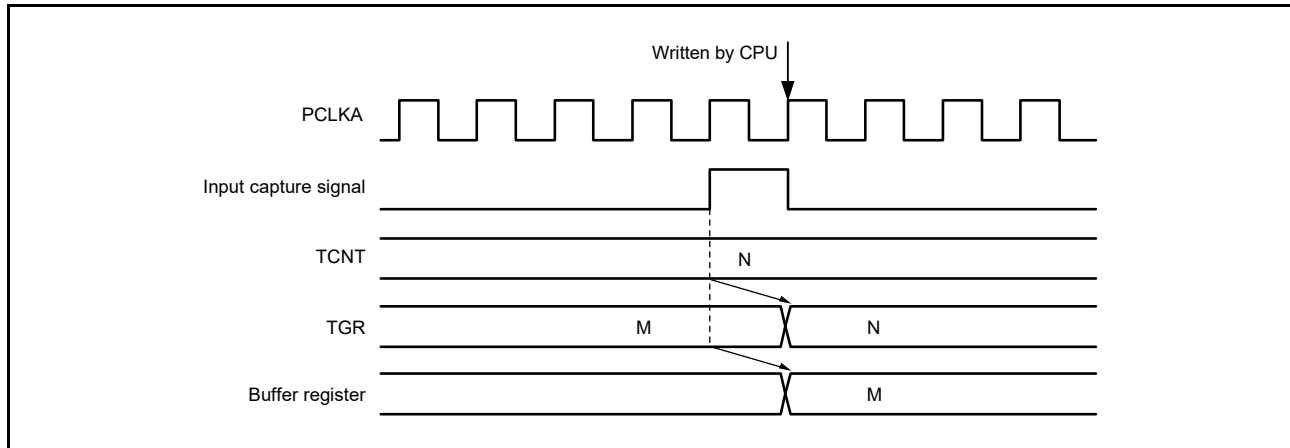 Written by CPU
PCLKA
Input capture signal
TCNT
N
TGR
M
N
Buffer register
M